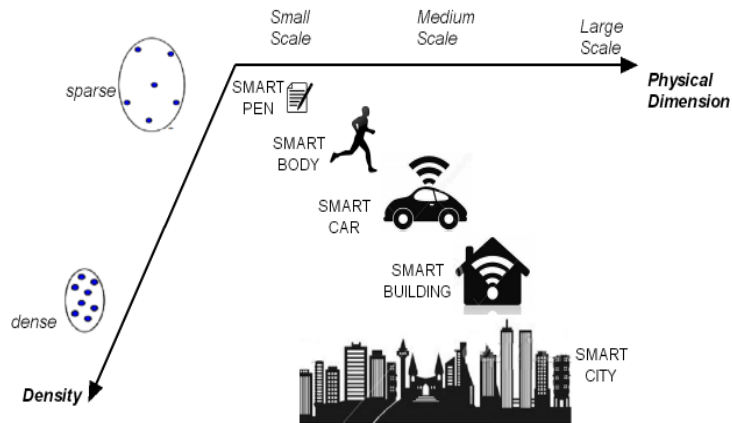 Small
Scale
Medium
Scale
Large
Scale
Physical
Dimension
sparse
SMART
PEN
SMART
BODY
SMART
CAR
SMART
BUILDING
dense
SMART
CITY
Density